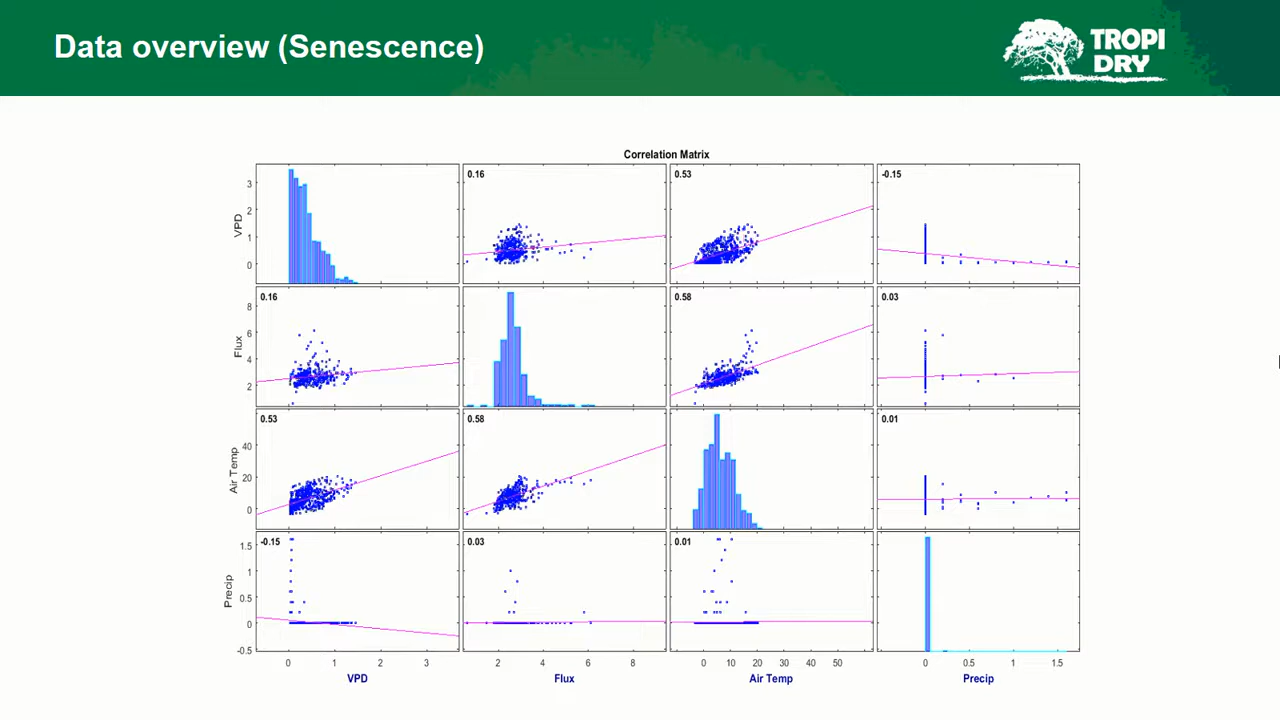 Data overview (Senescence)
TROPI
DRY
Correlation Matrix
0.16
0.53
-0.15
3
2
1
0
VPD
0.16
0.58
0.03
8
6
4
2
Flux
0.53
0.58
0.01
40
20
0
Air Temp
-0.15
0.03
0.01
1.5
1
0.5
0
-0.5
Precip
0 1 2 3 2 4 6 8 0 10 20 30 40 50 0 0.5 1 1.5
VPD Flux Air Temp Precip